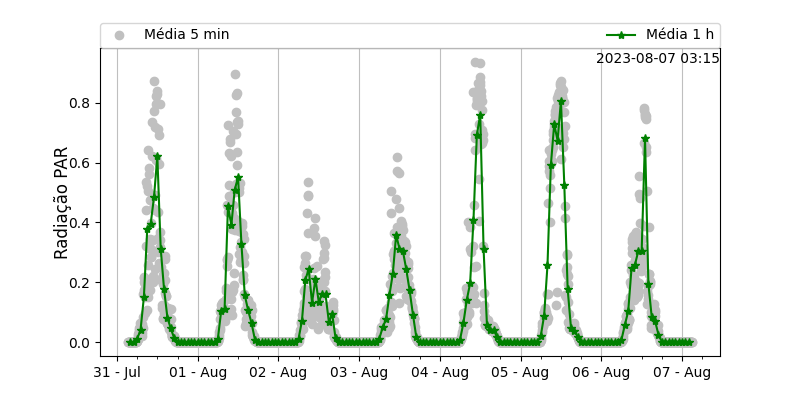 Média 5 min
Média 1 h
2023-08-07 03:15
Radiação PAR
0.8
0.6
0.4
0.2
0.0
31 - Jul
01 - Aug
02 - Aug
03 - Aug
04 - Aug
05 - Aug
06 - Aug
07 - Aug